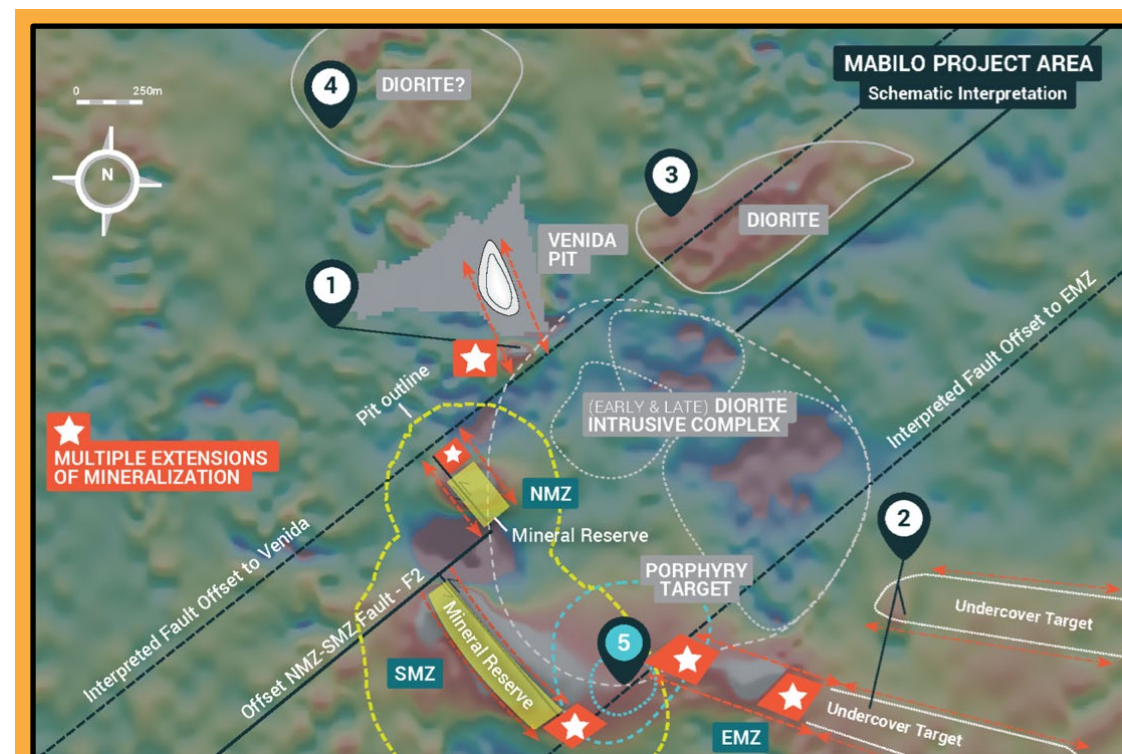 MABILO PROJECT AREA
Schematic Interpretation
0 250m
N
4
DIORITE?
3
DIORITE
VENIDA
PIT
1
Pit outline
Interpreted Fault Offset to EMZ
(EARLY & LATE) DIORITE
INTRUSIVE COMPLEX
MULTIPLE EXTENSIONS
OF MINERALIZATION
NMZ
Mineral Reserve
2
Interpreted Fault Offset to Venida
Offset NMZ-SMZ Fault - F2
PORPHYRY
TARGET
Undercover Target
5
Mineral Reserve
SMZ
Undercover Target
EMZ